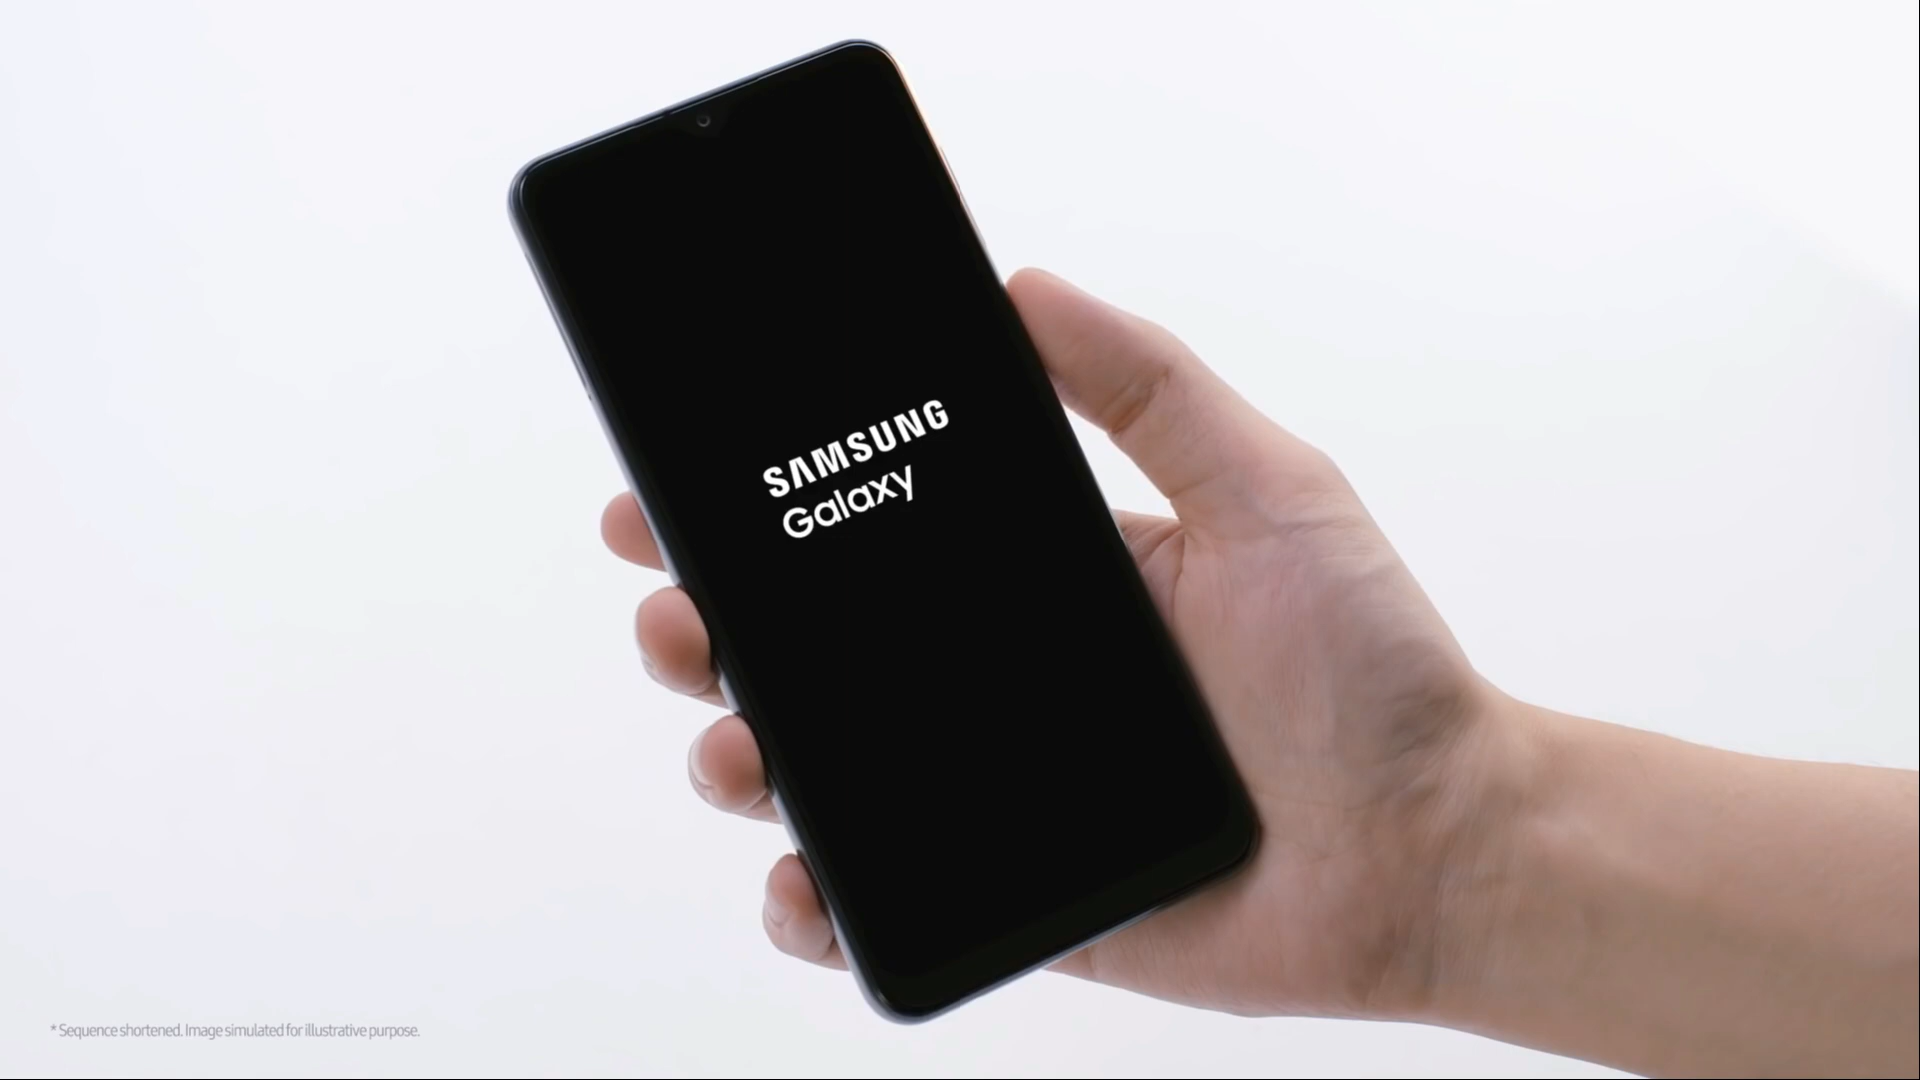 SAMSUNG
Galaxy
* Sequence shortened. Image simulated for illustrative purpose.